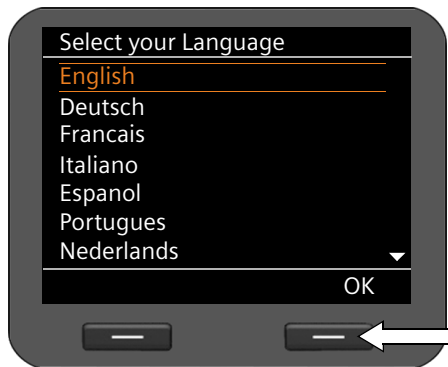 Select your Language
English
Deutsch
Francais
Italiano
Espanol
Portugues
Nederlands
OK